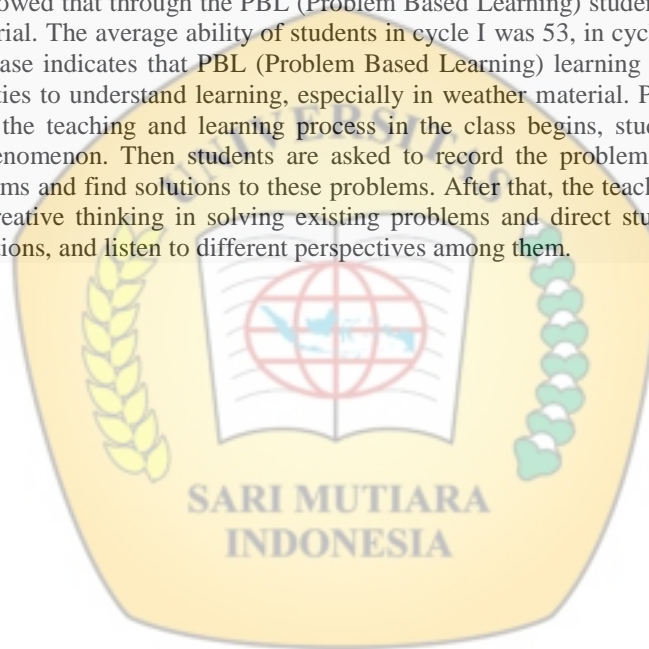 owed that through the PBL (Problem Based Learning) studen
rial. The average ability of students in cycle I was 53, in cyc
ase indicates that PBL (Problem Based Learning) learning
ties to understand learning, especially in weather material. P
the teaching and learning process in the class begins, stud
enomenon. Then students are asked to record the problem
ms and find solutions to these problems. After that, the teach
reative thinking in solving existing problems and direct stu
tions, and listen to different perspectives among them.
UNIVERSITAS
SARI MUTIARA
INDONESIA